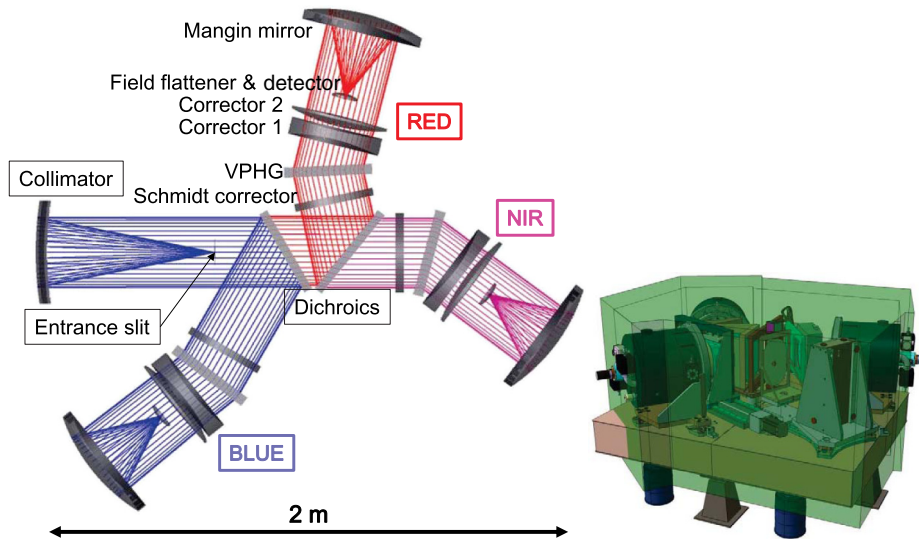 Mangin mirror
Field flattener & detector
Corrector 2
Corrector 1
RED
VPHG
Schmidt corrector
Collimator
NIR
Dichroics
Entrance slit
BLUE
2 m